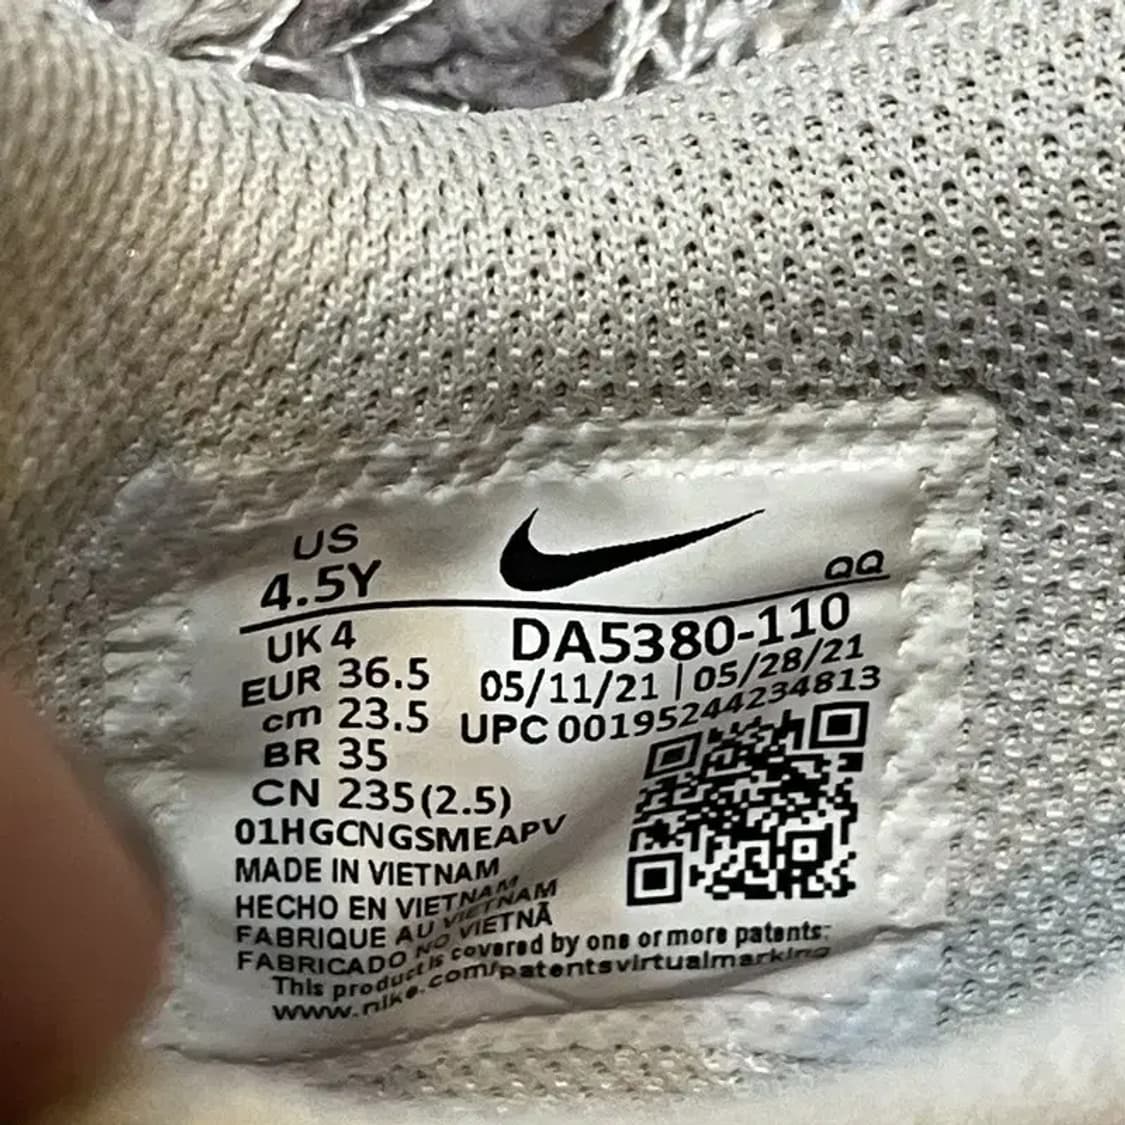 US
4.5Y
QQ
UK 4
EUR 36.5
cm 23.5
BR 35
CN 235(2.5)
DA5380-110
05/11/21 | 05/28/21
UPC 00195244234813
01HGCNGSMEAPV
MADE IN VIETNAM
HECHO EN VIETNAM
FABRIQUE AU VIETNAM
FABRICADO NO VIETNÃ
This product is covered by one or more patents:
www.nike.com/patentsvirtualmarking